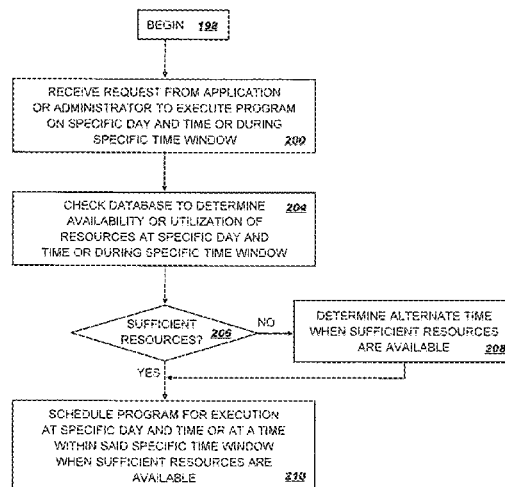 BEGIN 198
RECEIVE REQUEST FROM APPLICATION
OR ADMINISTRATOR TO EXECUTE PROGRAM
ON SPECIFIC DAY AND TIME OR DURING
SPECIFIC TIME WINDOW 200
CHECK DATABASE TO DETERMINE 204
AVAILABILITY OR UTILIZATION OF
RESOURCES AT SPECIFIC DAY AND
TIME OR DURING SPECIFIC TIME WINDOW
SUFFICIENT
RESOURCES? 206
NO
DETERMINE ALTERNATE TIME
WHEN SUFFICIENT RESOURCES
ARE AVAILABLE 208
YES
SCHEDULE PROGRAM FOR EXECUTION
AT SPECIFIC DAY AND TIME OR AT A TIME
WITHIN SAID SPECIFIC TIME WINDOW
WHEN SUFFICIENT RESOURCES ARE
AVAILABLE 210